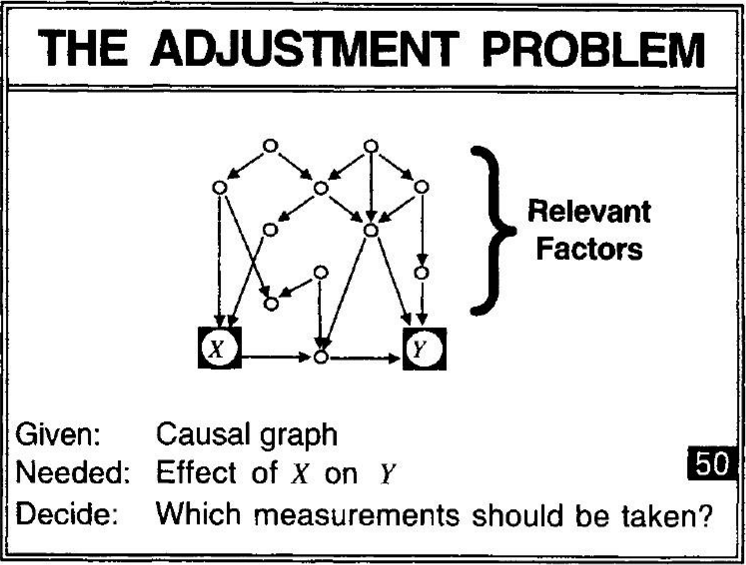 THE ADJUSTMENT PROBLEM
Relevant
Factors
X
Y
Given: Causal graph
Needed: Effect of X on Y
50
Decide: Which measurements should be taken?